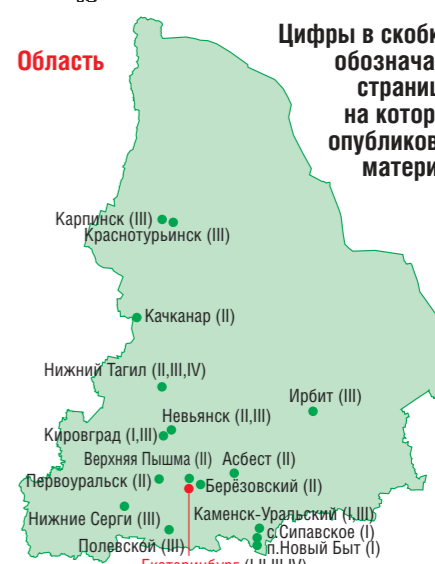 Область
Цифры в
обознача
страниц
на котор
опубликов
матери
Карпинск (III)
Краснотурьинск (III)
Качканар (II)
Нижний Тагил (II,III,IV)
Ирбит (III)
Невьянск (II,III)
Кировград (I,III)
Верхняя Пышма (II)
Асбест (II)
Первоуральск (II)
Берёзовский (II)
Каменск-Уральский (I,III)
Нижние Серги (III)
с.Сипавское (I)
Полевской (III)
п.Новый Быт (I)
Екатеринбург